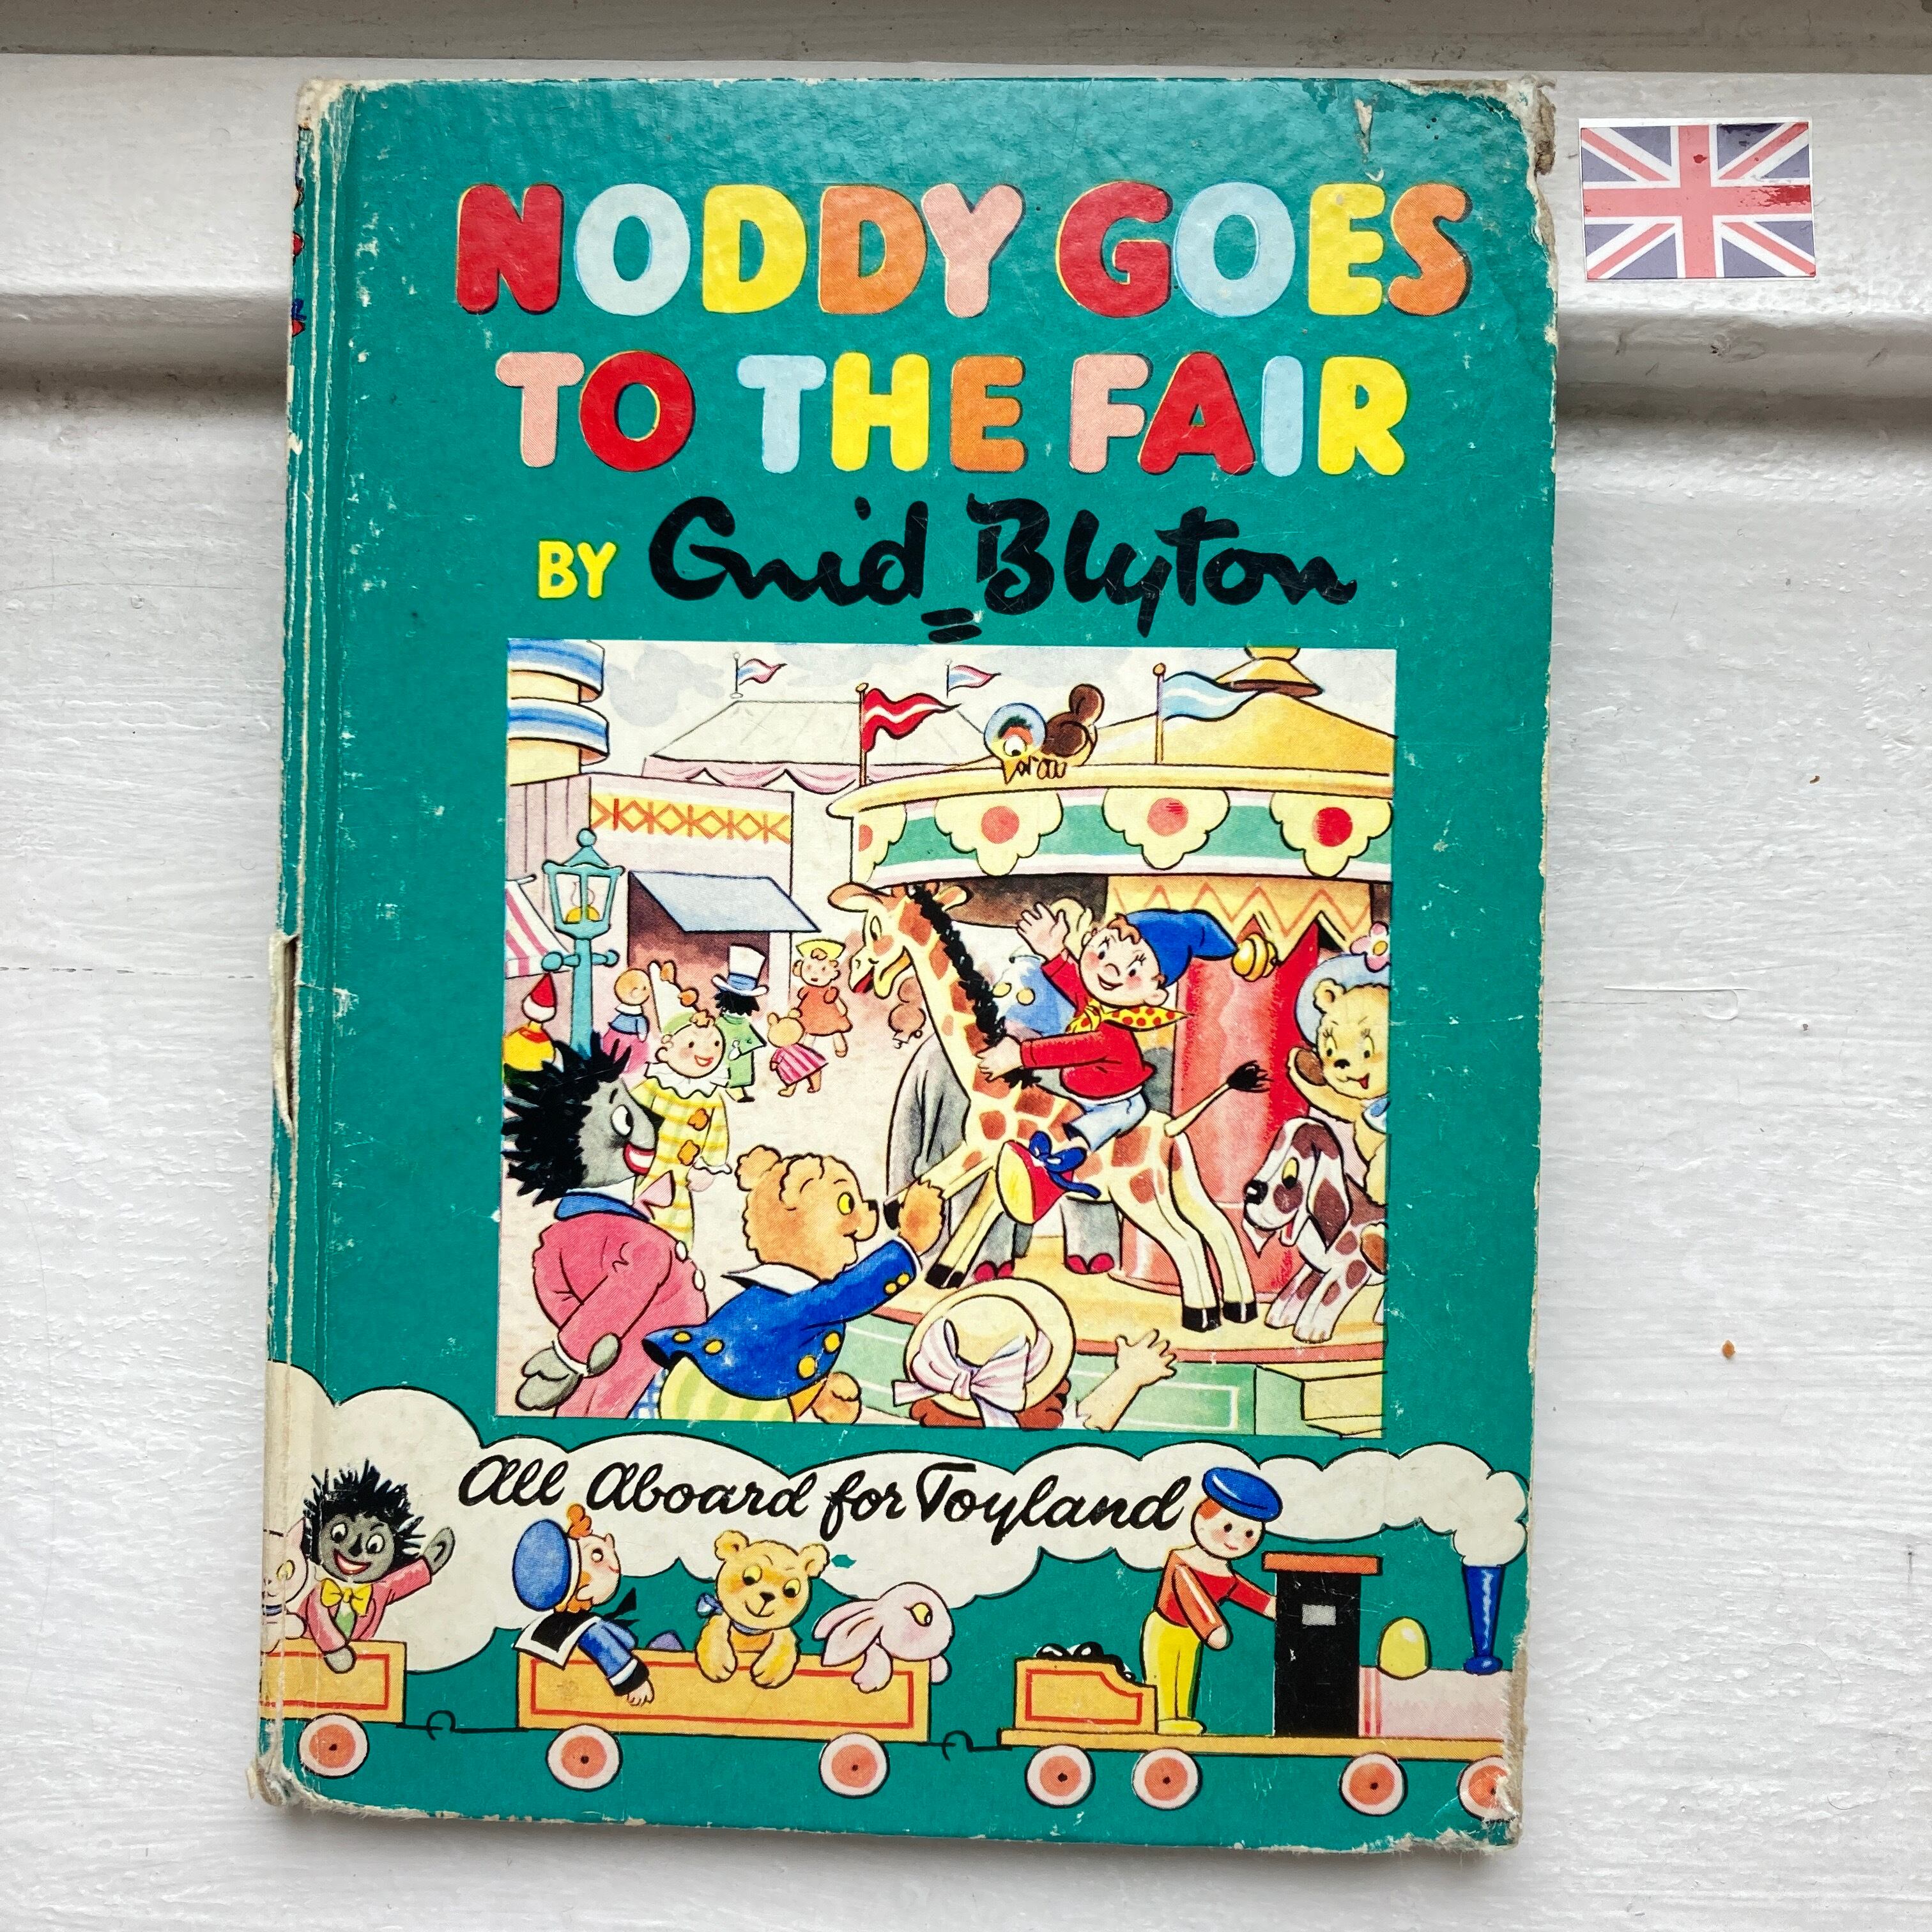 NODDY GOES
TO THE FAIR
BY Enid Blyton
All Aboard for Toyland